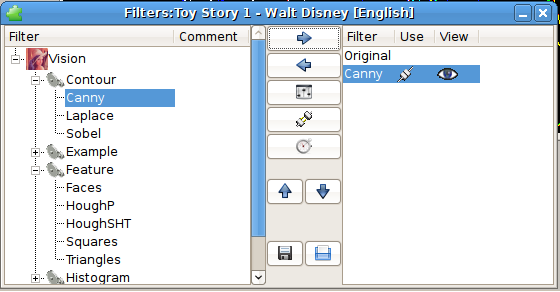 Filters:Toy Story 1 - Walt Disney [English]
Filter Comment
Vision
Contour
Canny
Laplace
Sobel
Example
Feature
Faces
HoughP
HoughSHT
Squares
Triangles
Histogram
Filter Use View
Original
Canny